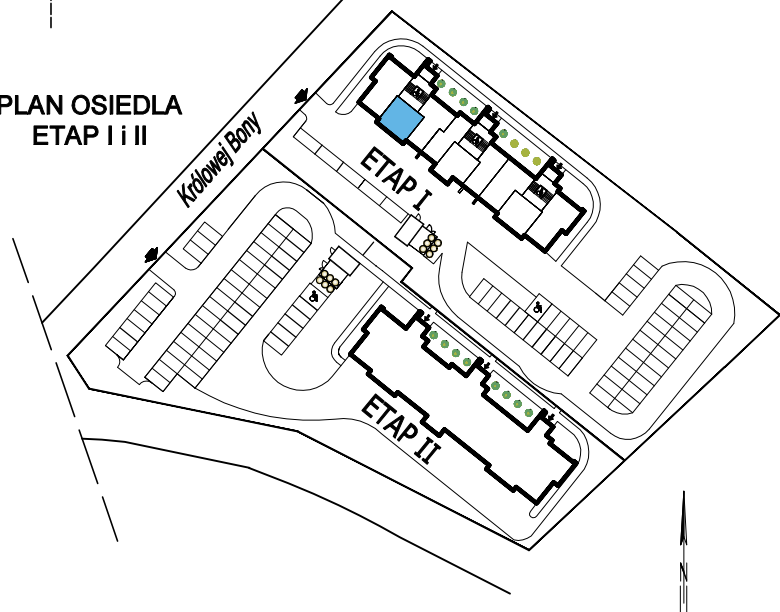 PLAN OSIEDLA
ETAP I i II
Królowej Bony
ETAP I
ETAP II
N